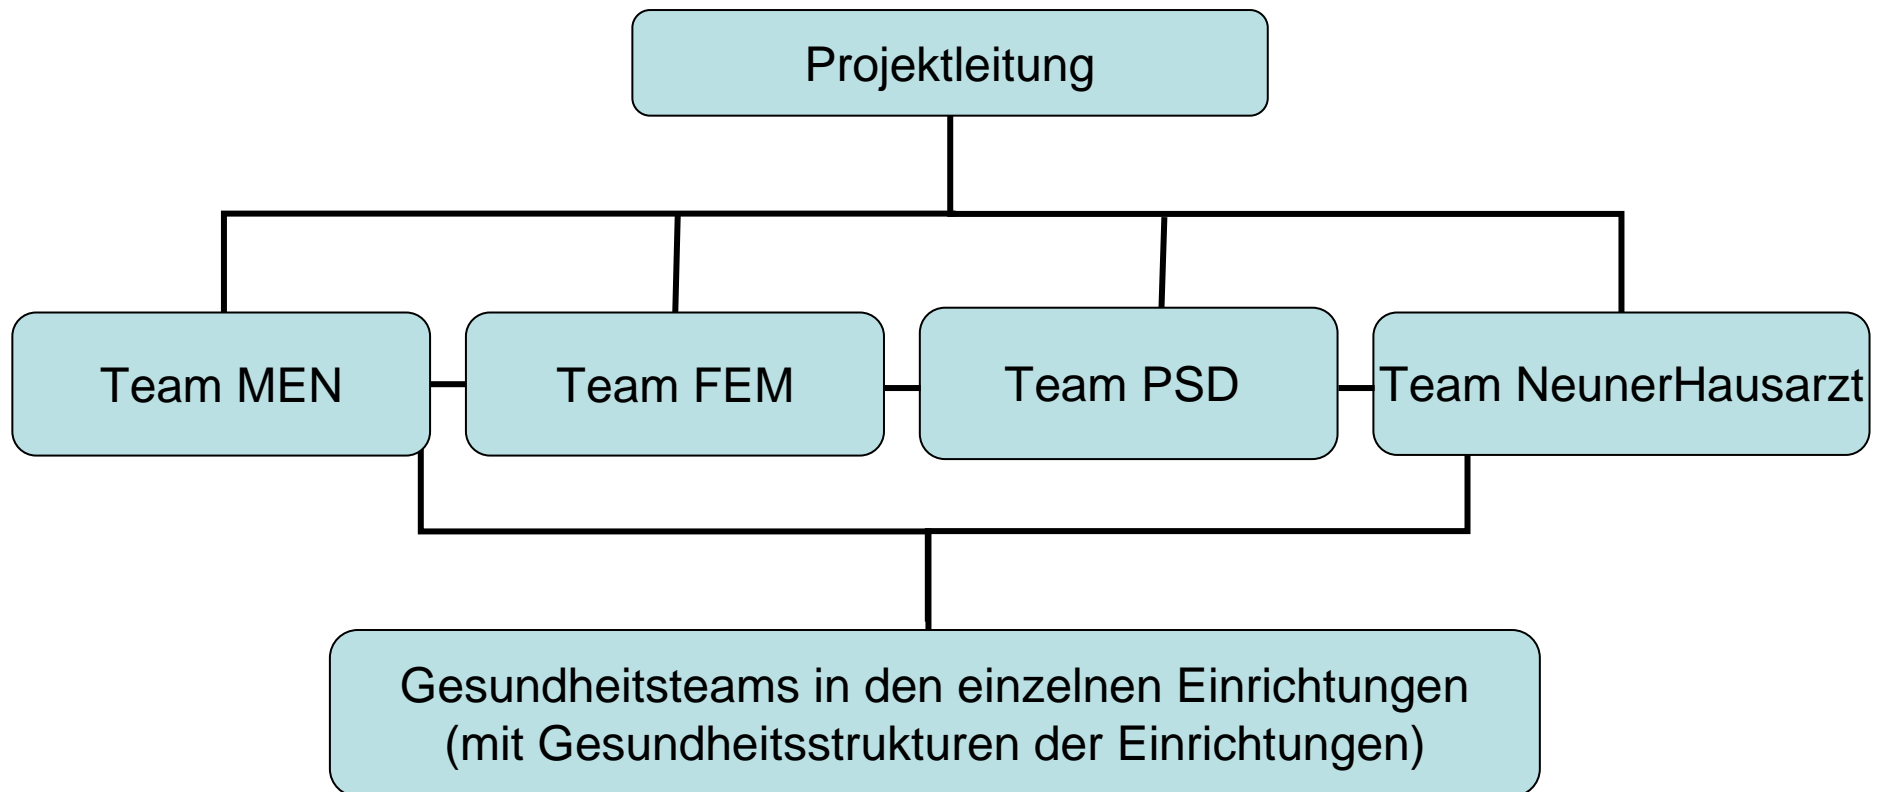 Projektleitung
Team MEN
Team FEM
Team PSD
Team NeunerHausarzt
Gesundheitsteams in den einzelnen Einrichtungen
(mit Gesundheitsstrukturen der Einrichtungen)